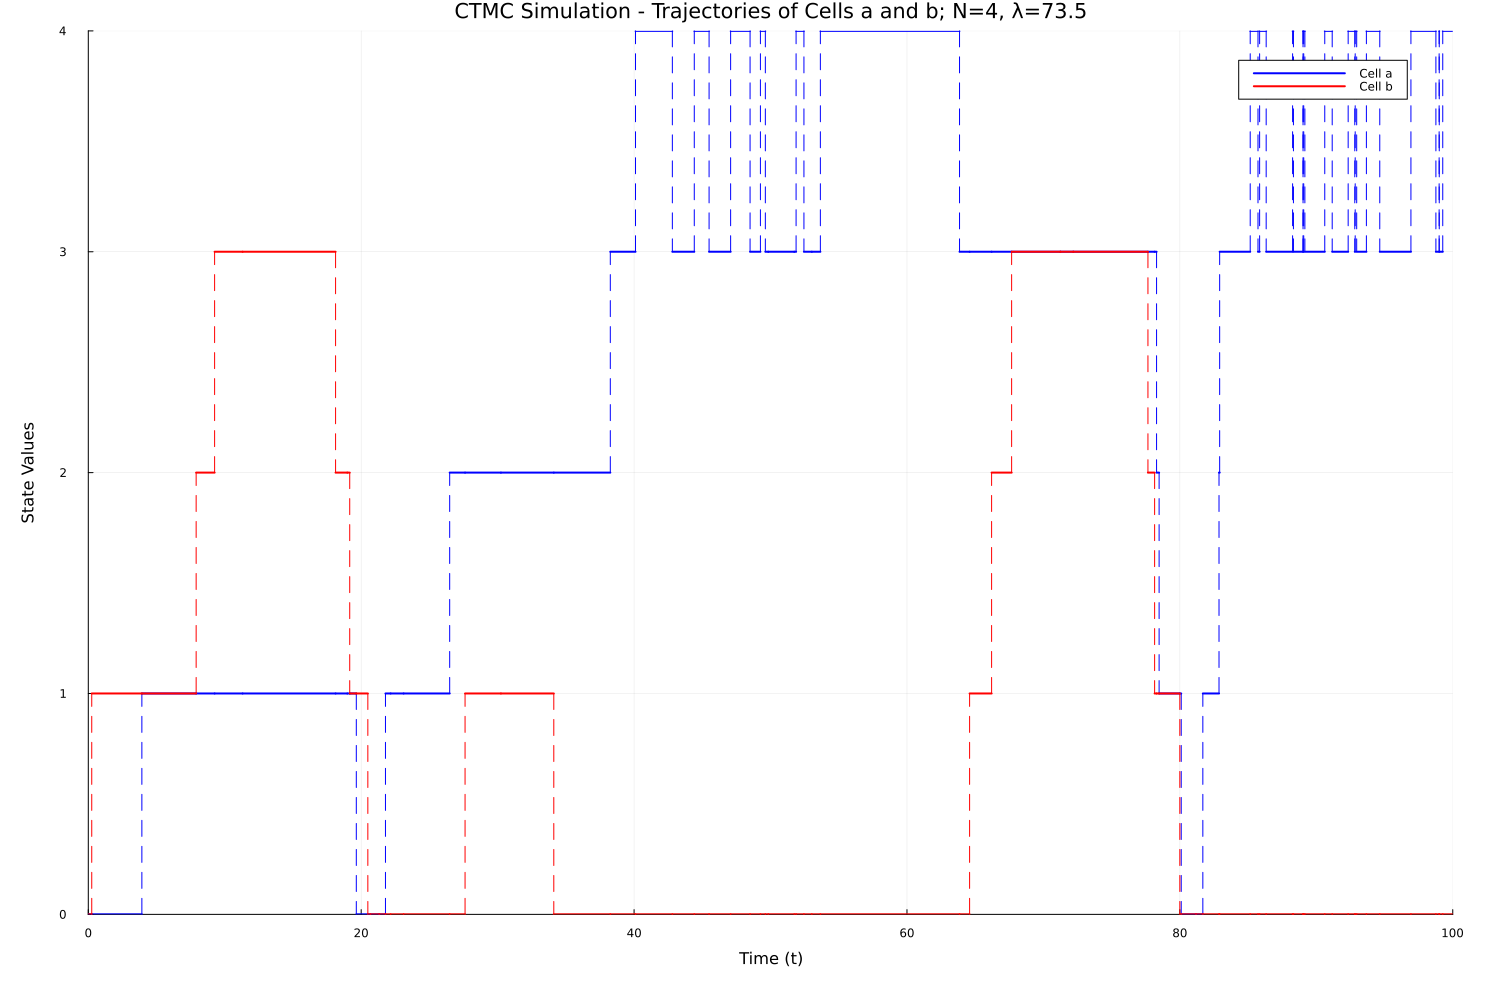 CTMC Simulation - Trajectories of Cells a and b; N=4, λ=73.5
4
Cell a
Cell b
3
State Values
2
1
0
0 20 40 60 80 100
Time (t)